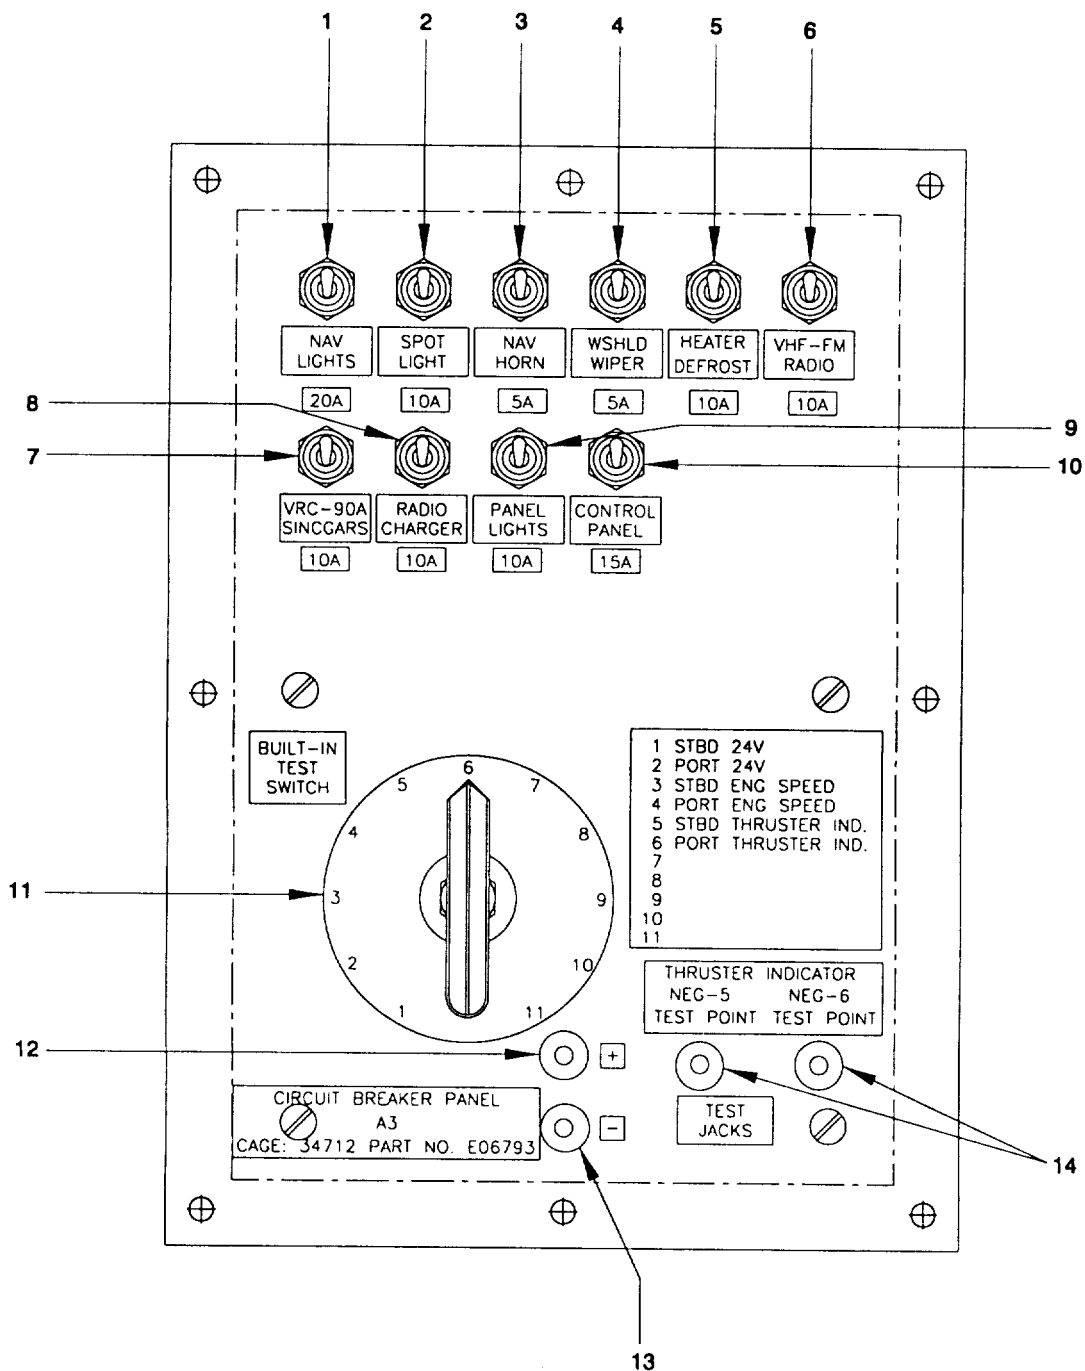 1 2 3 4 5 6
NAV LIGHTS
SPOT LIGHT
NAV HORN
WSHLD WIPER
HEATER DEFROST
VHF-FM RADIO
20A 10A 5A 5A 10A 10A
8
9
7
10
VRC-90A SINCGARS
RADIO CHARGER
PANEL LIGHTS
CONTROL PANEL
10A 10A 10A 15A
BUILT-IN
TEST
SWITCH
1 2 3 4 5 6 7 8 9 10 11
1 STBD 24V
2 PORT 24V
3 STBD ENG SPEED
4 PORT ENG SPEED
5 STBD THRUSTER IND.
6 PORT THRUSTER IND.
7
8
9
10
11
11
THRUSTER INDICATOR
NEG-5 NEG-6
TEST POINT TEST POINT
12
+
TEST
JACKS
CIRCUIT BREAKER PANEL
A3
CAGE: 34712 PART NO. E06793
-
14
13